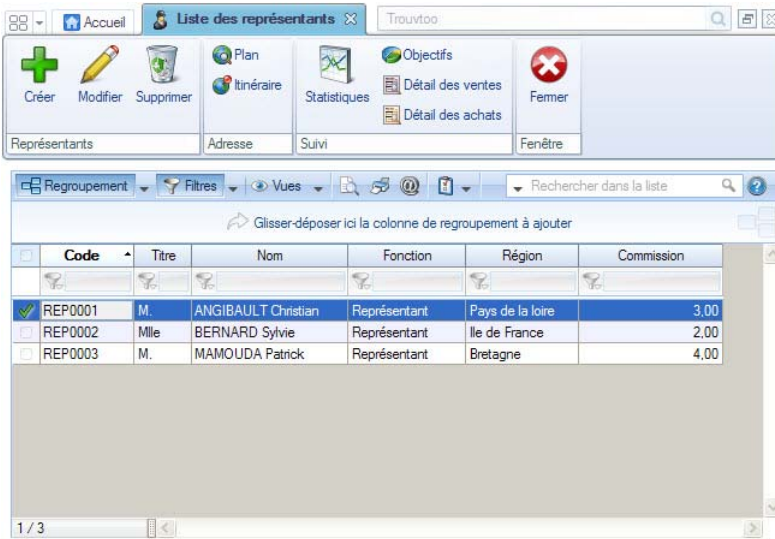 Accueil Liste des représentants Trouvtoo
Créer Modifier Supprimer Plan Itinéraire Statistiques Objectifs Détail des ventes Détail des achats Fermer
Représentants Adresse Suivi Fenêtre
Regroupement Filtres Vues Rechercher dans la liste
Glisser-déposer ici la colonne de regroupement à ajouter
Code Titre Nom Fonction Région Commission
REP0001 M. ANGIBAULT Christian Représentant Pays de la loire 3,00
REP0002 Mlle BERNARD Sylvie Représentant Ile de France 2,00
REP0003 M. MAMOUDA Patrick Représentant Bretagne 4,00
1 / 3